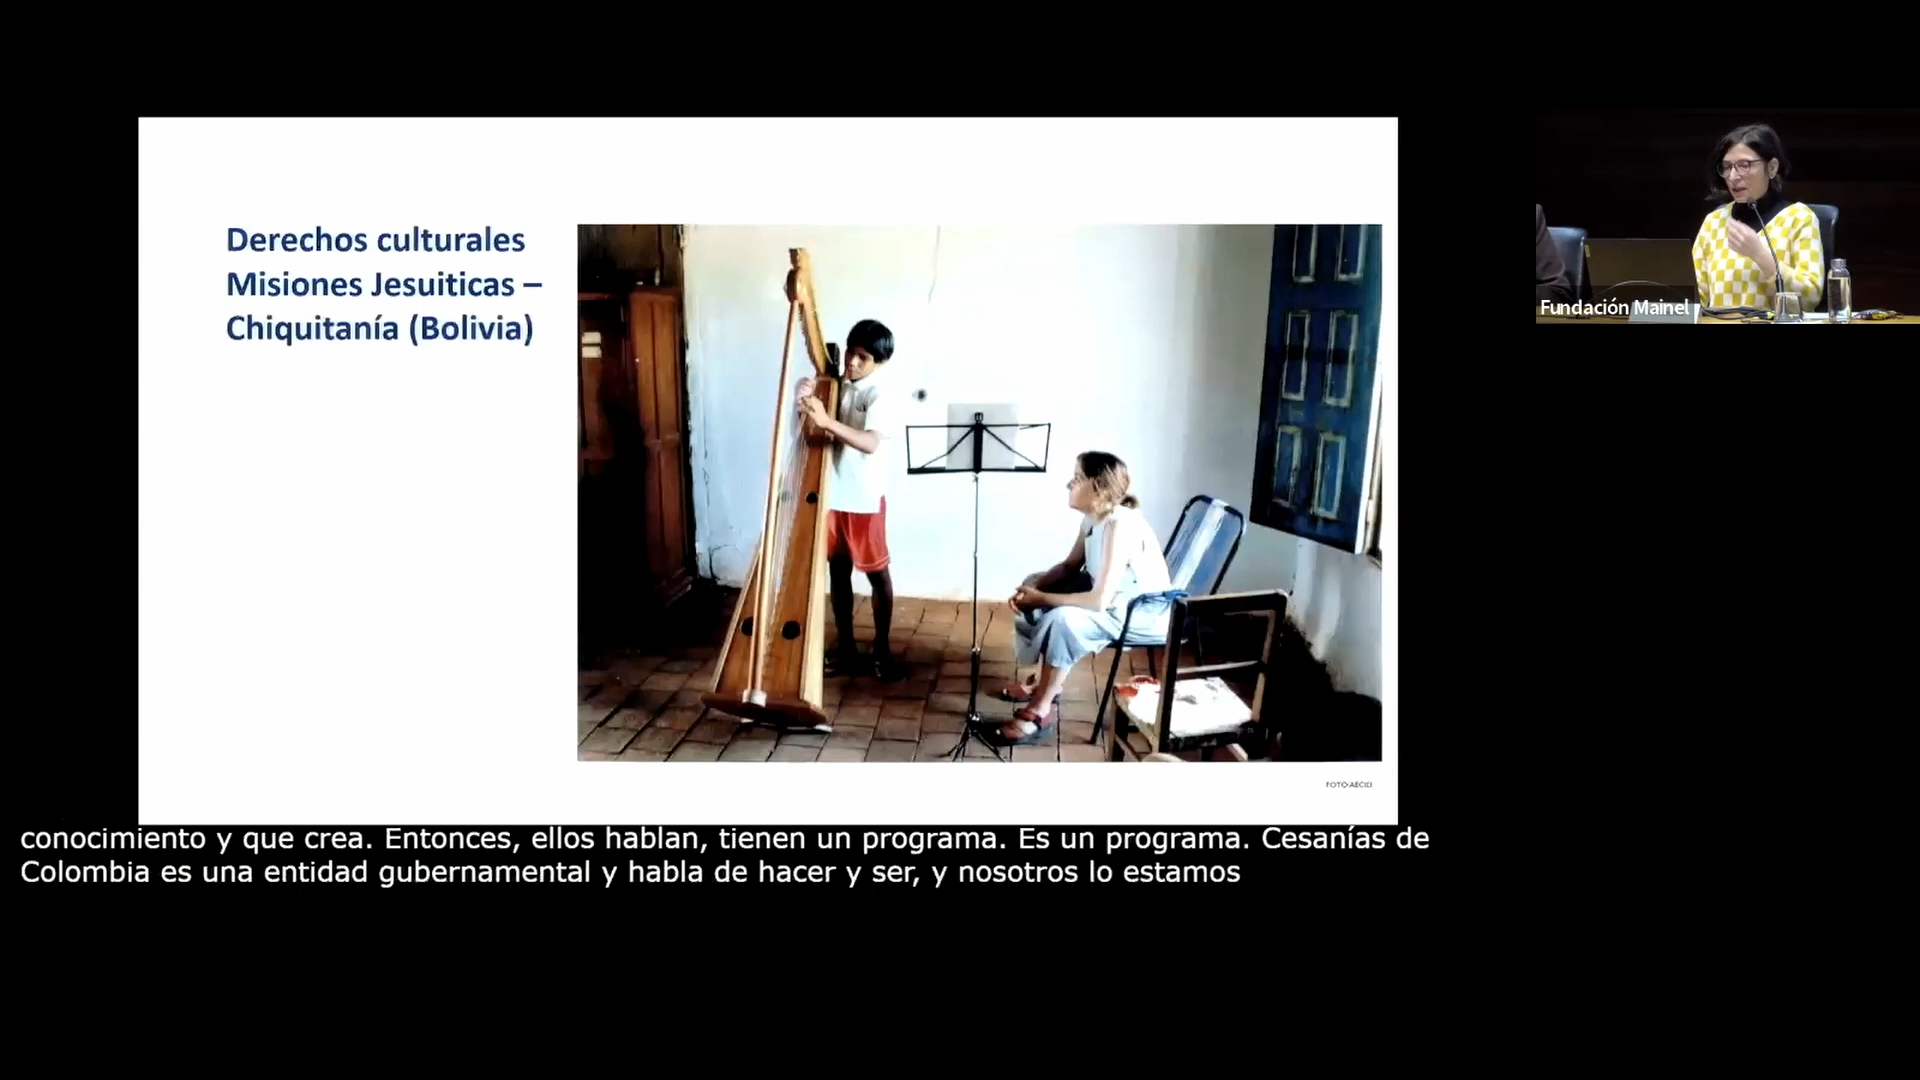 Derechos culturales
Misiones Jesuiticas –
Chiquitanía (Bolivia)
FOTO:AECID
Fundación Mainel
conocimiento y que crea. Entonces, ellos hablan, tienen un programa. Es un programa. Cesanías de
Colombia es una entidad gubernamental y habla de hacer y ser, y nosotros lo estamos